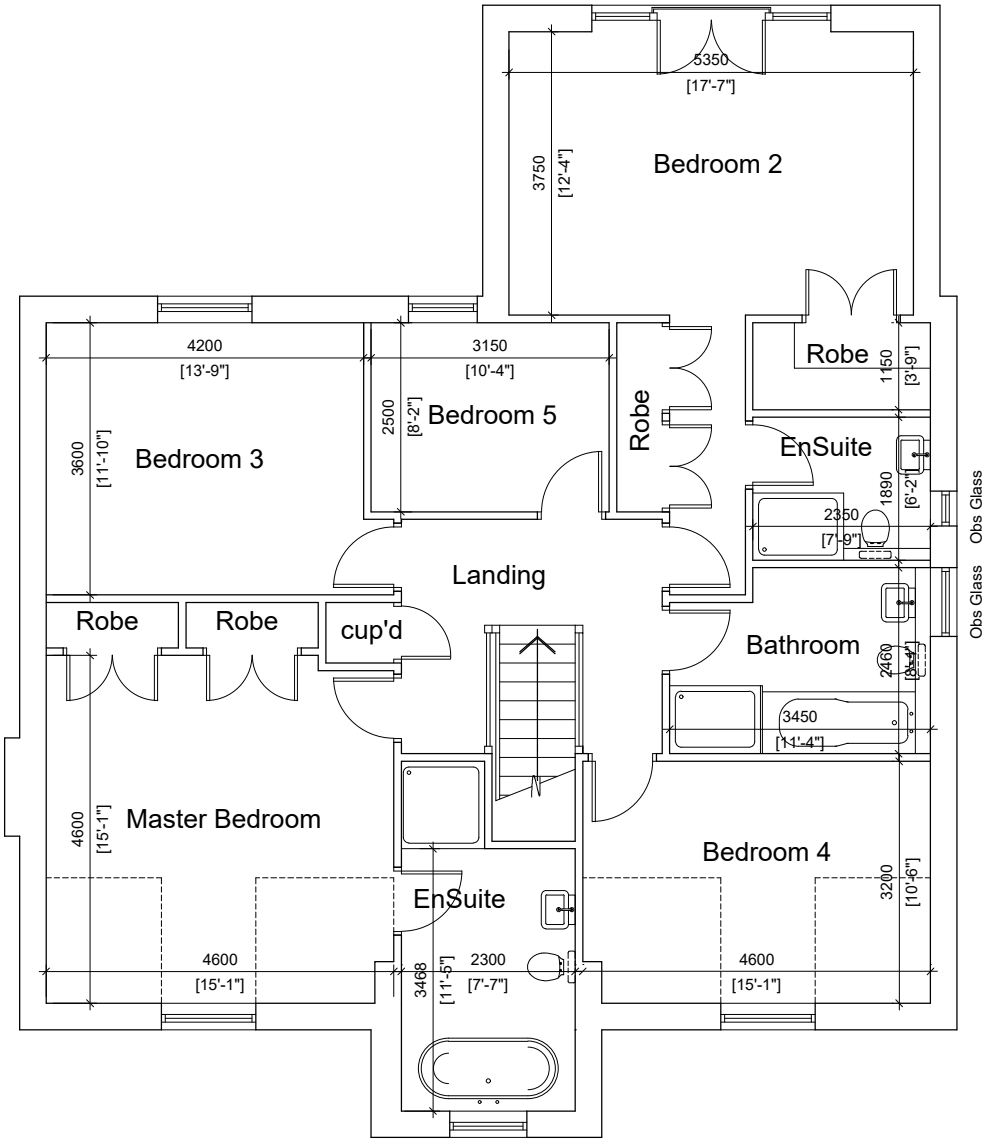 5350
[17'-7"]
3750
[12'-4"]
Bedroom 2
4200
[13'-9"]
3150
[10'-4"]
Robe
1150
[3'-9"]
2500
[8'-2"]
Bedroom 5
Robe
3600
[11'-10"]
Bedroom 3
EnSuite
1890
[6'-2"]
2350
[7'-9"]
Obs Glass
Obs Glass
Landing
Robe
Robe
cup'd
Bathroom
2460
[8'-4"]
3450
[11'-4"]
4600
[15'-1"]
Master Bedroom
Bedroom 4
3200
[10'-6"]
EnSuite
4600
[15'-1"]
3468
[11'-5"]
2300
[7'-7"]
4600
[15'-1"]